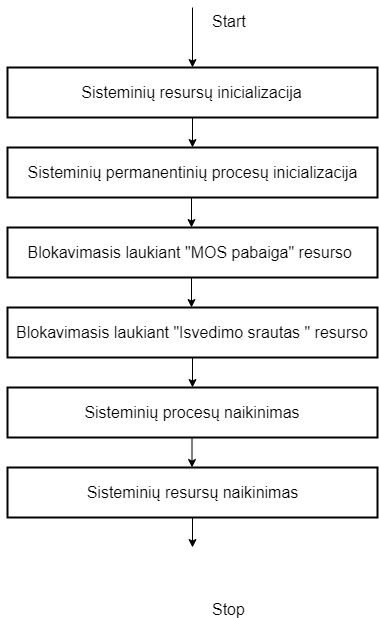 Start
Sisteminių resursų inicializacija
Sisteminių permanentinių procesų inicializacija
Blokavimasis laukiant "MOS pabaiga" resurso
Blokavimasis laukiant "Isvedimo srautas " resurso
Sisteminių procesų naikinimas
Sisteminių resursų naikinimas
Stop